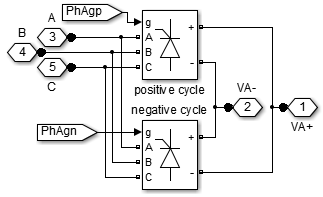 PhAgp
A
3
B
4
5
C
g
A
B
C
+
-
positive cycle
negative cycle
PhAgn
g
A
B
C
+
-
VA-
2
1
VA+